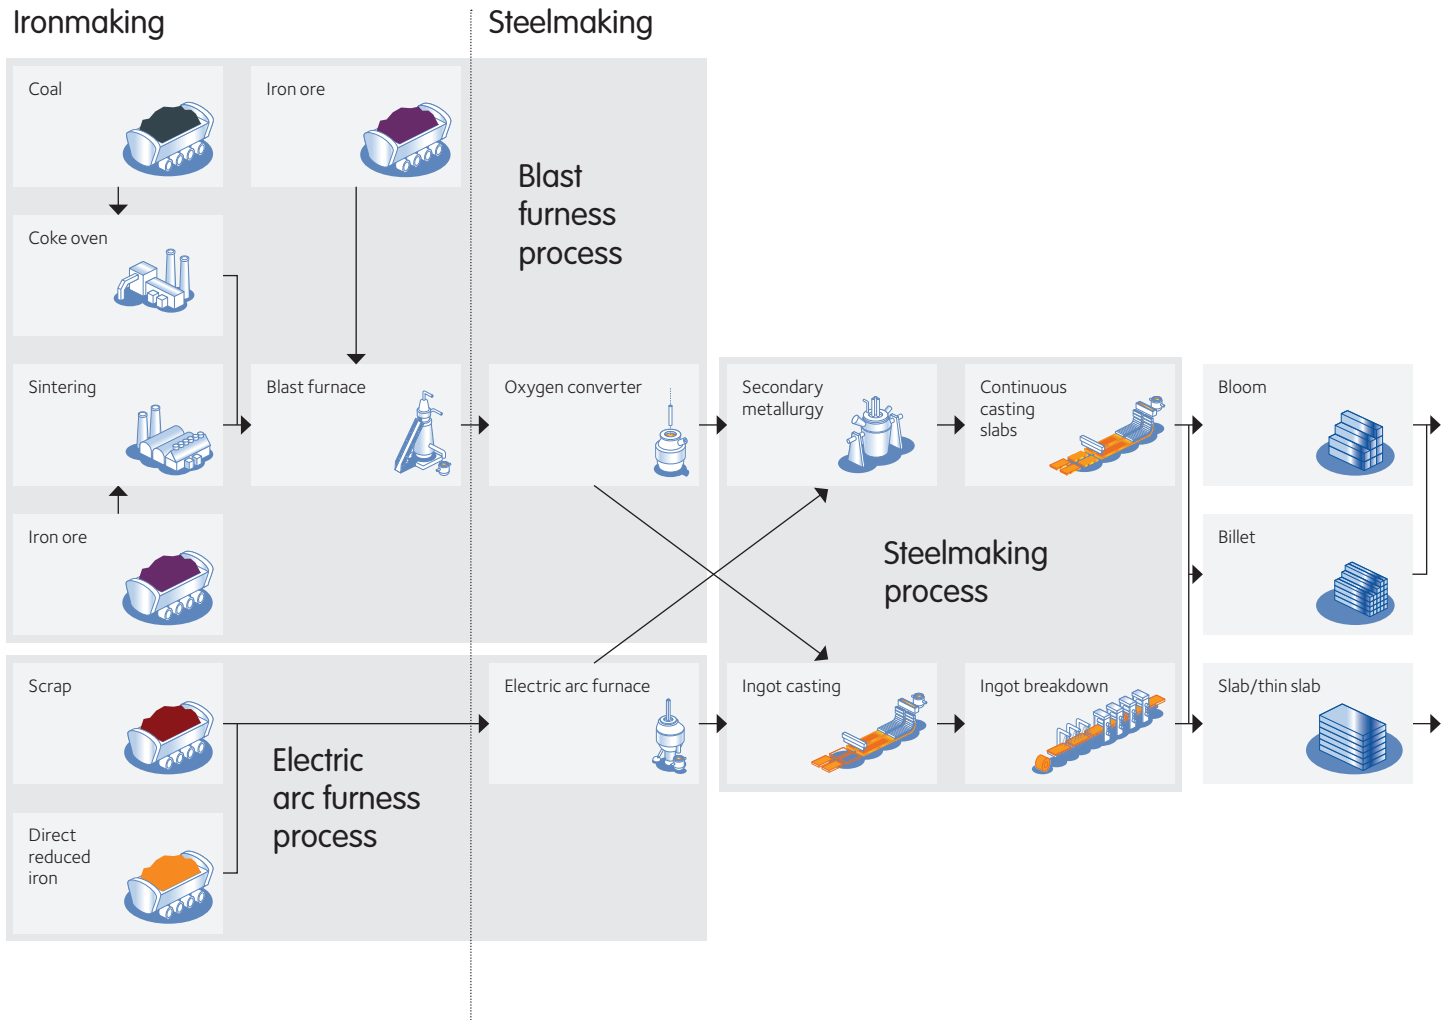 Ironmaking
Steelmaking
Coal
Iron ore
Blast
furness
process
Coke oven
Sintering
Blast furnace
Oxygen converter
Secondary
metallurgy
Continuous
casting
slabs
Bloom
Iron ore
Steelmaking
process
Billet
Scrap
Electric arc furnace
Ingot casting
Ingot breakdown
Slab/thin slab
Electric
arc furness
process
Direct
reduced
iron